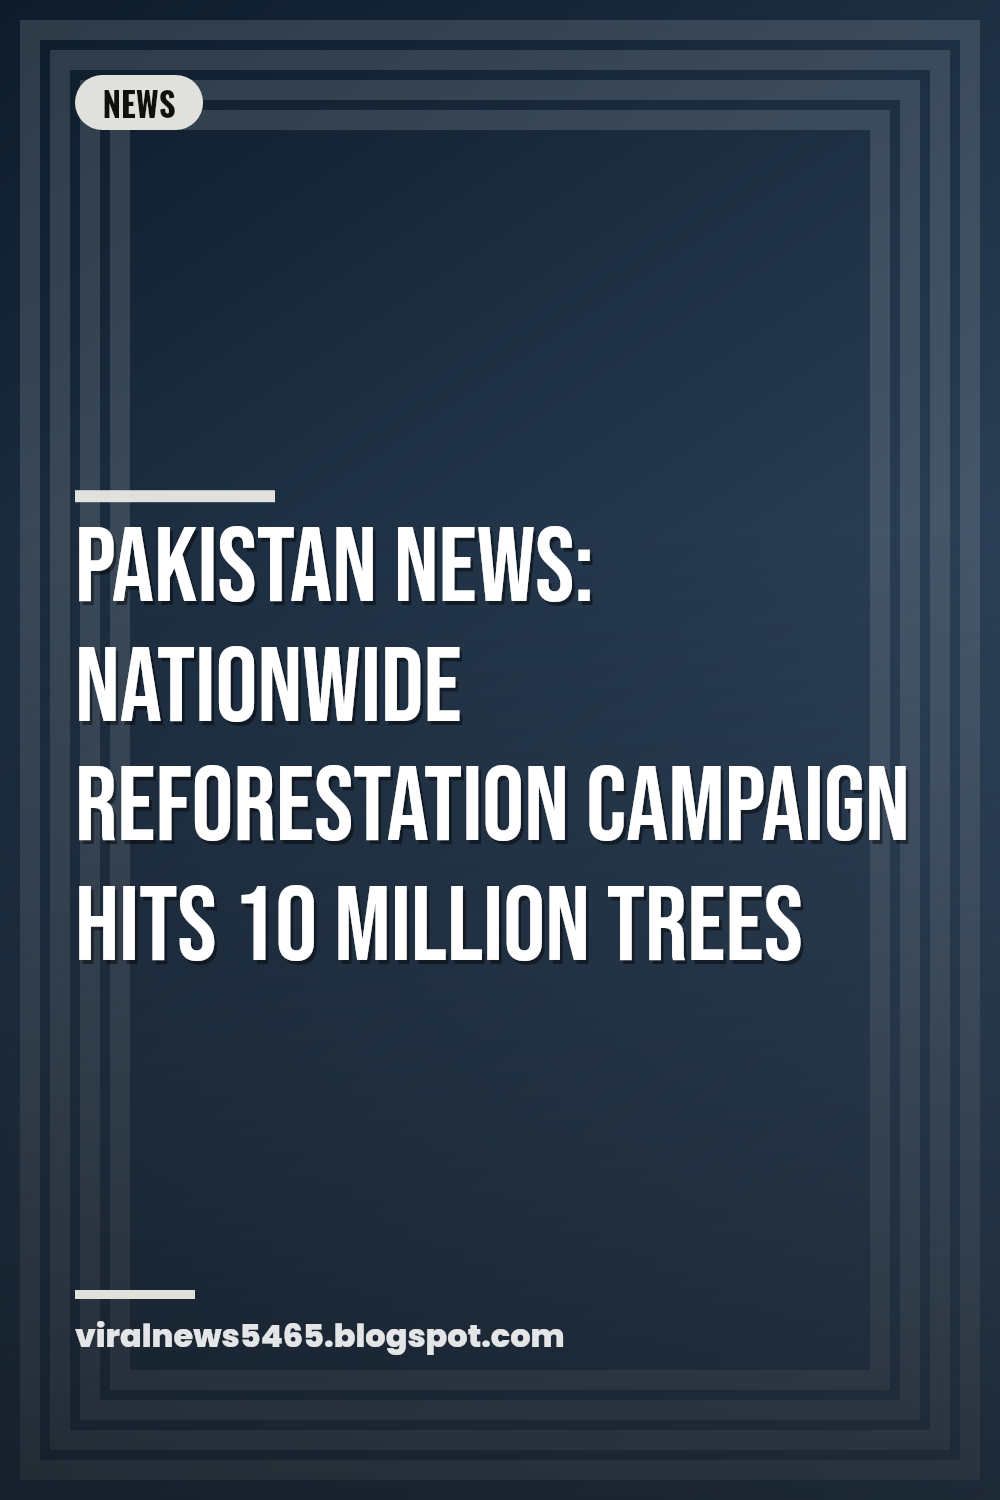 NEWS
PAKISTAN NEWS:
NATIONWIDE
REFORESTATION CAMPAIGN
HITS 10 MILLION TREES
viralnews5465.blogspot.com